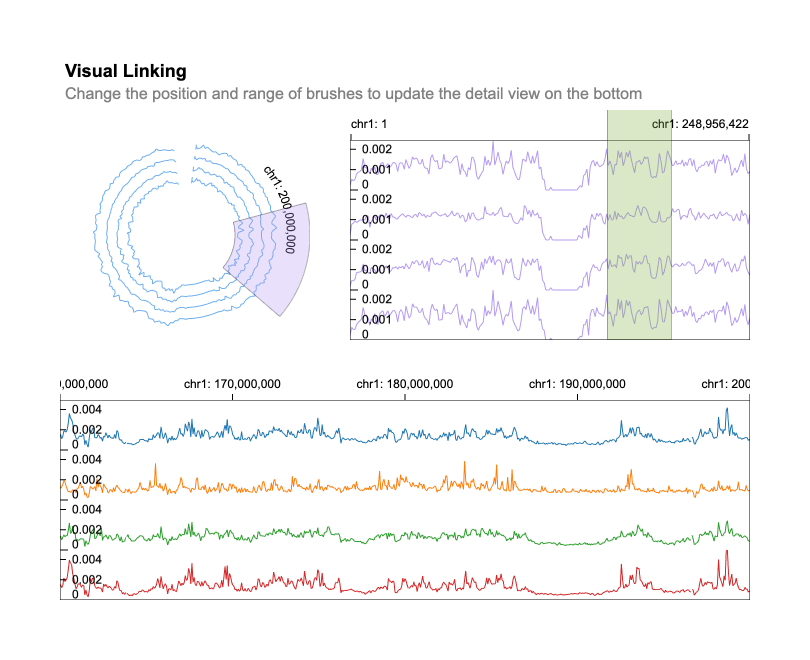 Visual Linking
Change the position and range of brushes to update the detail view on the bottom
chr1: 200,000,000
chr1: 1
chr1: 248,956,422
0.002
0.001
0
0.002
0.001
0
0.002
0.001
0
0.002
0.001
0
0,000,000
chr1: 170,000,000
chr1: 180,000,000
chr1: 190,000,000
chr1: 200
0.004
0.002
0
0.004
0.002
0
0.004
0.002
0
0.004
0.002
0